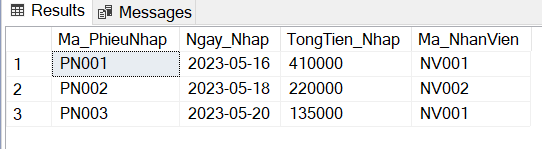 Results Messages
Ma_PhieuNhap Ngay_Nhap TongTien_Nhap Ma_NhanVien
1 PN001 2023-05-16 410000 NV001
2 PN002 2023-05-18 220000 NV002
3 PN003 2023-05-20 135000 NV001